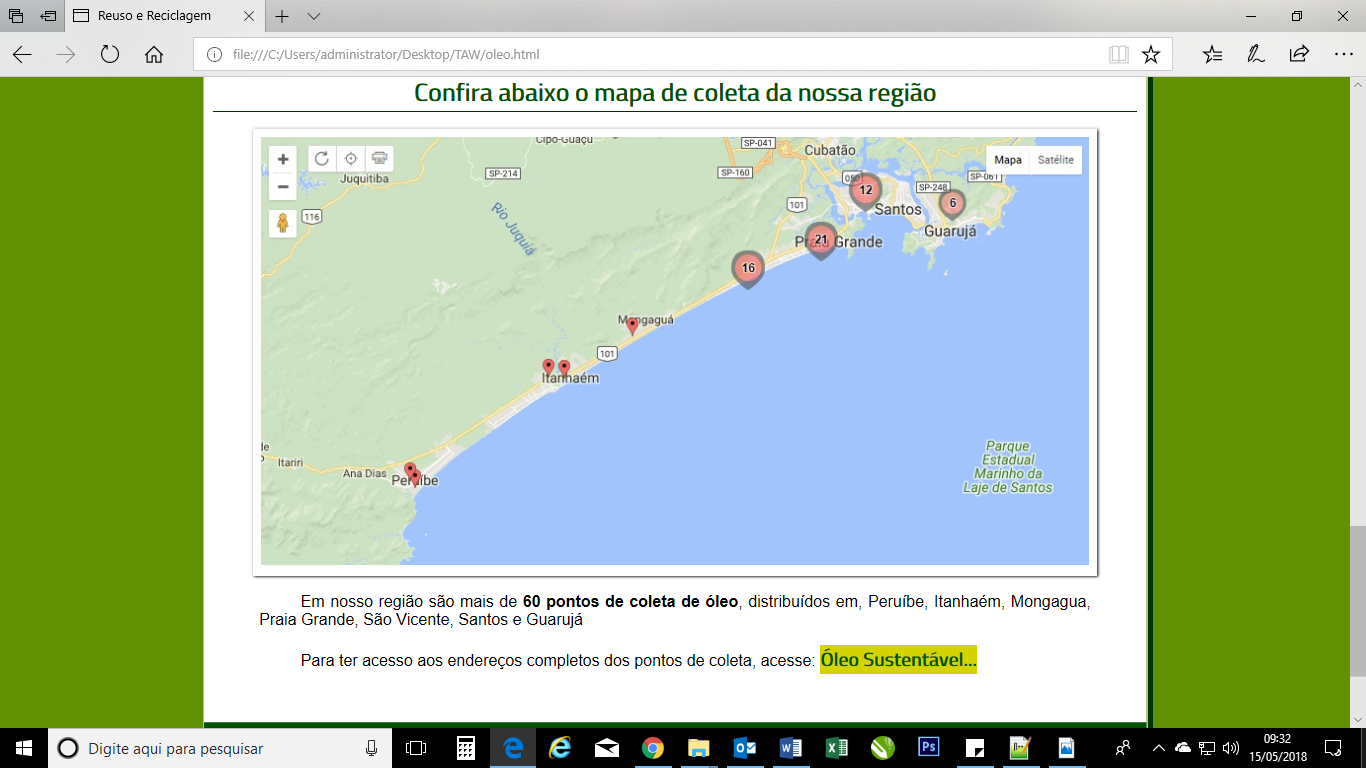 Reuso e Reciclagem
file:///C:/Users/administrator/Desktop/TAW/oleo.html
Confira abaixo o mapa de coleta da nossa região
Cipó-Guaçu
SP-041
Cubatão
Mapa
Satélite
Juquitiba
SP-214
SP-160
050
SP-248
SP-061
116
Rio Juquiá
101
12
Santos
6
Guarujá
Praia Grande
21
16
Mongaguá
101
Itanhaém
de
Itariri
Ana Dias
Peruíbe
Parque
Estadual
Marinho da
Laje de Santos
Em nosso região são mais de 60 pontos de coleta de óleo, distribuídos em, Peruíbe, Itanhaém, Mongagua,
Praia Grande, São Vicente, Santos e Guarujá
Para ter acesso aos endereços completos dos pontos de coleta, acesse: Óleo Sustentável...
Digite aqui para pesquisar
09:32
15/05/2018